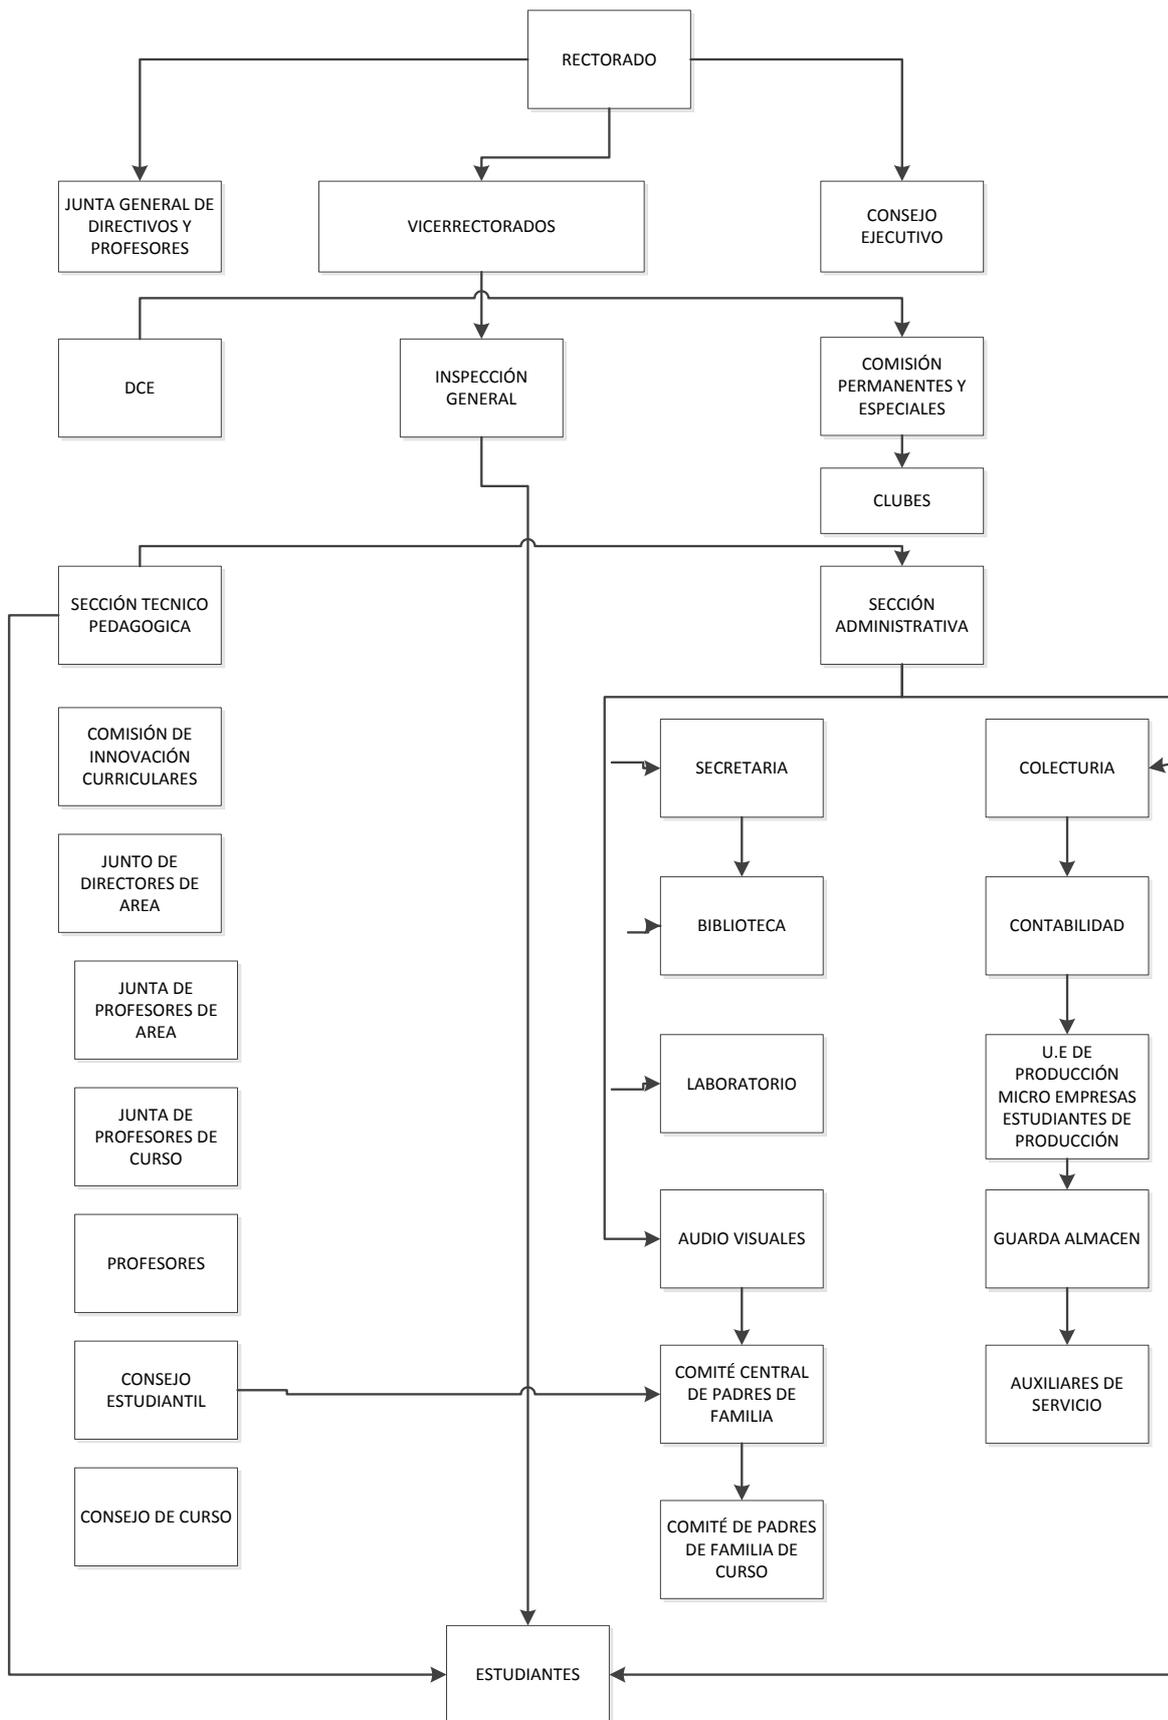 RECTORADO
JUNTA GENERAL DE
DIRECTIVOS Y
PROFESORES
VICERRECTORADOS
CONSEJO
EJECUTIVO
DCE
INSPECCIÓN
GENERAL
COMISIÓN
PERMANENTES Y
ESPECIALES
CLUBES
SECCIÓN TECNICO
PEDAGOGICA
SECCIÓN
ADMINISTRATIVA
COMISIÓN DE
INNOVACIÓN
CURRICULARES
SECRETARIA
COLECTURIA
JUNTO DE
DIRECTORES DE
AREA
BIBLIOTECA
CONTABILIDAD
JUNTA DE
PROFESORES DE
AREA
LABORATORIO
U.E DE
PRODUCCIÓN
MICRO EMPRESAS
ESTUDIANTES DE
PRODUCCIÓN
JUNTA DE
PROFESORES DE
CURSO
PROFESORES
AUDIO VISUALES
GUARDA ALMACEN
CONSEJO
ESTUDIANTIL
COMITÉ CENTRAL
DE PADRES DE
FAMILIA
AUXILIARES DE
SERVICIO
CONSEJO DE CURSO
COMITÉ DE PADRES
DE FAMILIA DE
CURSO
ESTUDIANTES